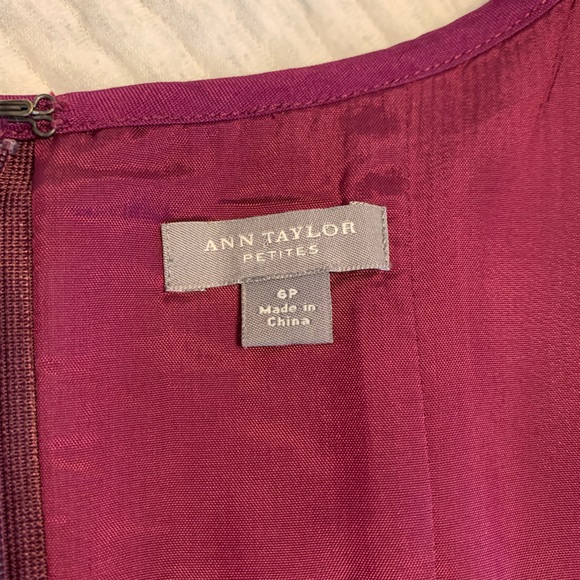 ANN TAYLOR
PETITES
6P
Made in
China